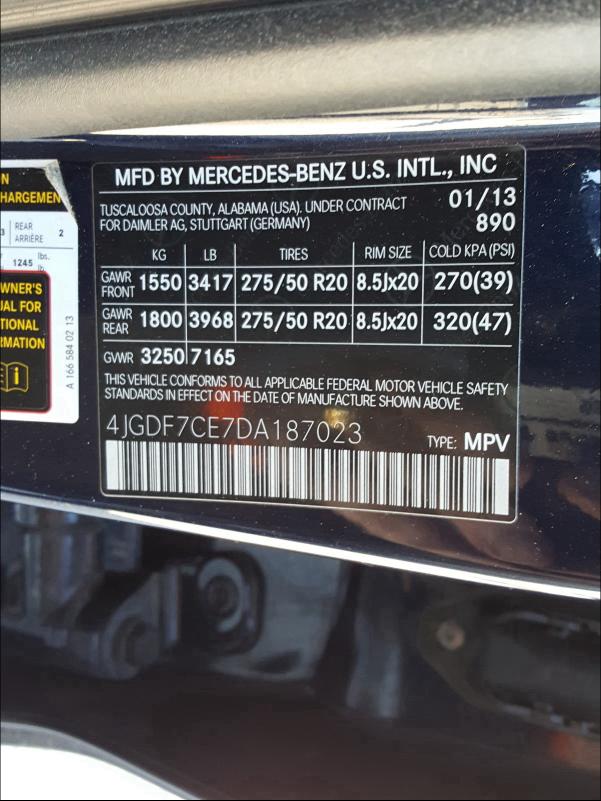 MFD BY MERCEDES-BENZ U.S. INTL., INC
TUSCALOOSA COUNTY, ALABAMA (USA). UNDER CONTRACT 01/13
FOR DAIMLER AG, STUTTGART (GERMANY) 890
KG LB TIRES RIM SIZE COLD KPA (PSI)
GAWR FRONT 1550 3417 275/50 R20 8.5Jx20 270(39)
GAWR REAR 1800 3968 275/50 R20 8.5Jx20 320(47)
GVWR 3250 7165
THIS VEHICLE CONFORMS TO ALL APPLICABLE FEDERAL MOTOR VEHICLE SAFETY
STANDARDS IN EFFECT ON THE DATE OF MANUFACTURE SHOWN ABOVE.
4JGDF7CE7DA187023 TYPE: MPV
N
CHARGEMEN
3 REAR 2
ARRIÈRE
1245 lbs.
lb.
OWNER'S
UAL FOR
TIONAL
RMATION
i
A 166 584 02 13